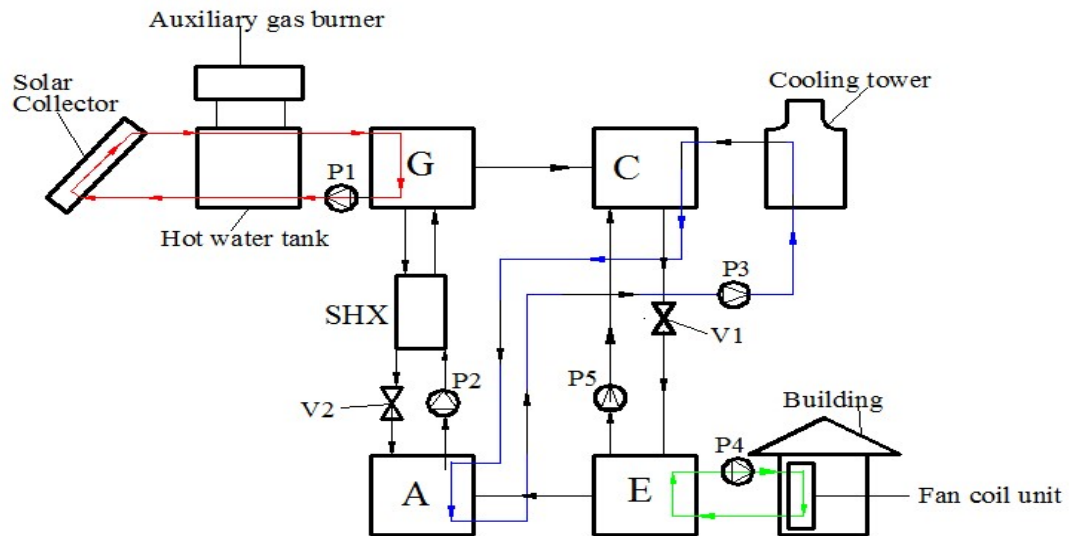 Auxiliary gas burner
Solar
Collector
Cooling tower
P1
G
C
Hot water tank
P3
SHX
V1
P2
P5
V2
Building
P4
A
E
Fan coil unit